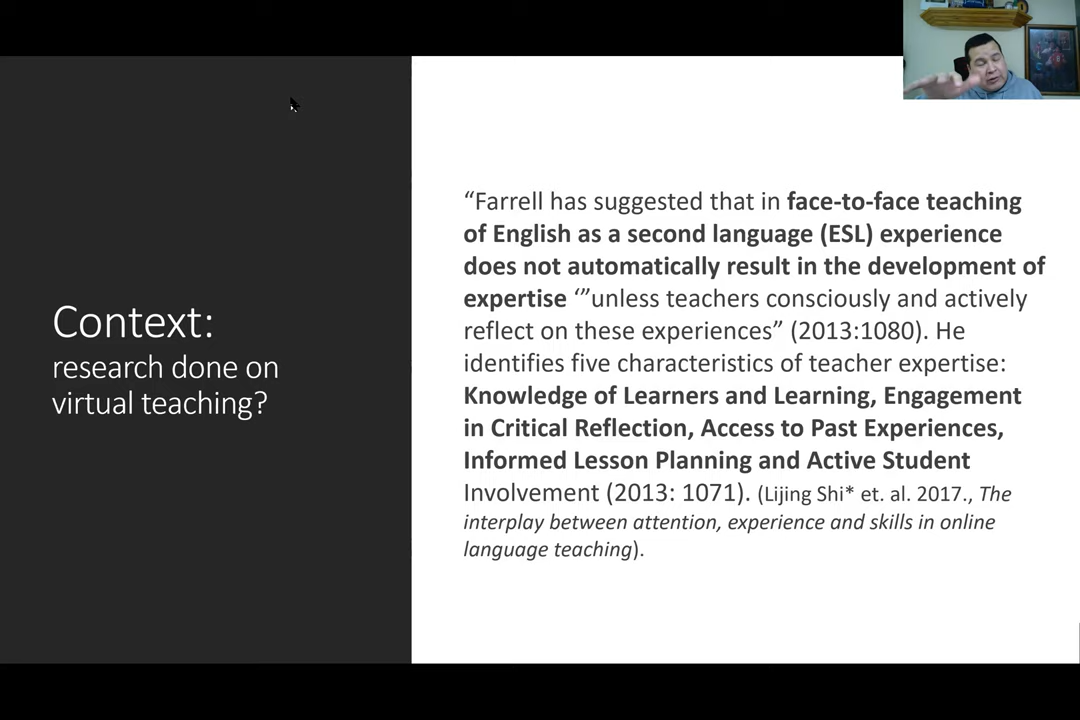 Context:
research done on
virtual teaching?
“Farrell has suggested that in face-to-face teaching
of English as a second language (ESL) experience
does not automatically result in the development of
expertise ‘”unless teachers consciously and actively
reflect on these experiences” (2013:1080). He
identifies five characteristics of teacher expertise:
Knowledge of Learners and Learning, Engagement
in Critical Reflection, Access to Past Experiences,
Informed Lesson Planning and Active Student
Involvement (2013: 1071). (Lijing Shi* et. al. 2017., The
interplay between attention, experience and skills in online
language teaching).